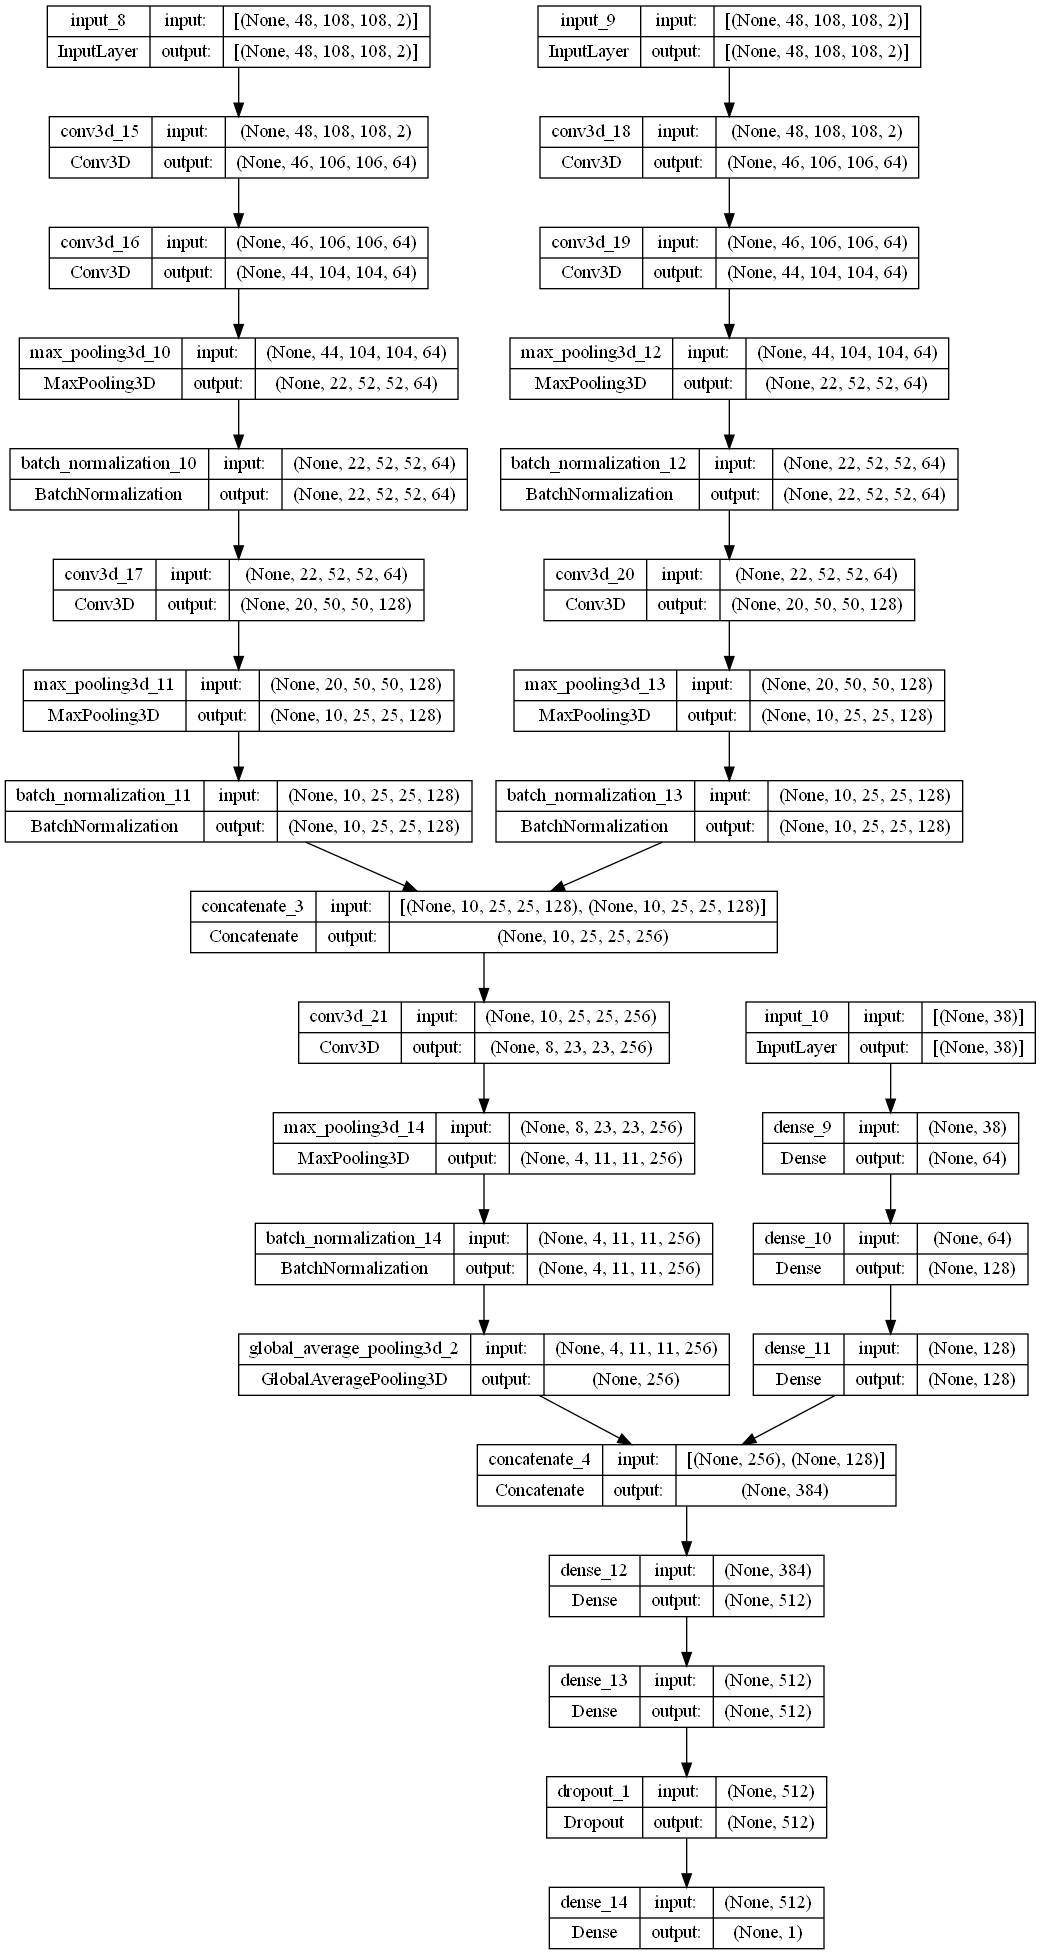 input_8 input: [(None, 48, 108, 108, 2)]
InputLayer output: [(None, 48, 108, 108, 2)]
input_9 input: [(None, 48, 108, 108, 2)]
InputLayer output: [(None, 48, 108, 108, 2)]
conv3d_15 input: (None, 48, 108, 108, 2)
Conv3D output: (None, 46, 106, 106, 64)
conv3d_18 input: (None, 48, 108, 108, 2)
Conv3D output: (None, 46, 106, 106, 64)
conv3d_16 input: (None, 46, 106, 106, 64)
Conv3D output: (None, 44, 104, 104, 64)
conv3d_19 input: (None, 46, 106, 106, 64)
Conv3D output: (None, 44, 104, 104, 64)
max_pooling3d_10 input: (None, 44, 104, 104, 64)
MaxPooling3D output: (None, 22, 52, 52, 64)
max_pooling3d_12 input: (None, 44, 104, 104, 64)
MaxPooling3D output: (None, 22, 52, 52, 64)
batch_normalization_10 input: (None, 22, 52, 52, 64)
BatchNormalization output: (None, 22, 52, 52, 64)
batch_normalization_12 input: (None, 22, 52, 52, 64)
BatchNormalization output: (None, 22, 52, 52, 64)
conv3d_17 input: (None, 22, 52, 52, 64)
Conv3D output: (None, 20, 50, 50, 128)
conv3d_20 input: (None, 22, 52, 52, 64)
Conv3D output: (None, 20, 50, 50, 128)
max_pooling3d_11 input: (None, 20, 50, 50, 128)
MaxPooling3D output: (None, 10, 25, 25, 128)
max_pooling3d_13 input: (None, 20, 50, 50, 128)
MaxPooling3D output: (None, 10, 25, 25, 128)
batch_normalization_11 input: (None, 10, 25, 25, 128)
BatchNormalization output: (None, 10, 25, 25, 128)
batch_normalization_13 input: (None, 10, 25, 25, 128)
BatchNormalization output: (None, 10, 25, 25, 128)
concatenate_3 input: [(None, 10, 25, 25, 128), (None, 10, 25, 25, 128)]
Concatenate output: (None, 10, 25, 25, 256)
conv3d_21 input: (None, 10, 25, 25, 256)
Conv3D output: (None, 8, 23, 23, 256)
input_10 input: [(None, 38)]
InputLayer output: [(None, 38)]
max_pooling3d_14 input: (None, 8, 23, 23, 256)
MaxPooling3D output: (None, 4, 11, 11, 256)
dense_9 input: (None, 38)
Dense output: (None, 64)
batch_normalization_14 input: (None, 4, 11, 11, 256)
BatchNormalization output: (None, 4, 11, 11, 256)
dense_10 input: (None, 64)
Dense output: (None, 128)
global_average_pooling3d_2 input: (None, 4, 11, 11, 256)
GlobalAveragePooling3D output: (None, 256)
dense_11 input: (None, 128)
Dense output: (None, 128)
concatenate_4 input: [(None, 256), (None, 128)]
Concatenate output: (None, 384)
dense_12 input: (None, 384)
Dense output: (None, 512)
dense_13 input: (None, 512)
Dense output: (None, 512)
dropout_1 input: (None, 512)
Dropout output: (None, 512)
dense_14 input: (None, 512)
Dense output: (None, 1)